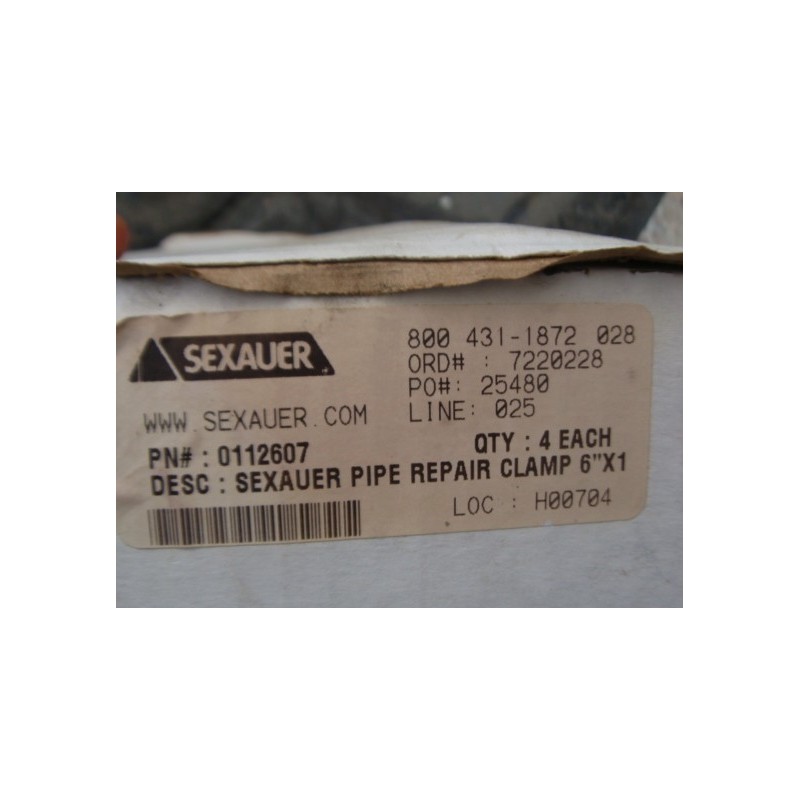 SEXAUER
800 431-1872 028
ORD# : 7220228
PO#: 25480
LINE: 025
WWW.SEXAUER.COM
PN# : 0112607 QTY : 4 EACH
DESC : SEXAUER PIPE REPAIR CLAMP 6"X1
LOC : H00704